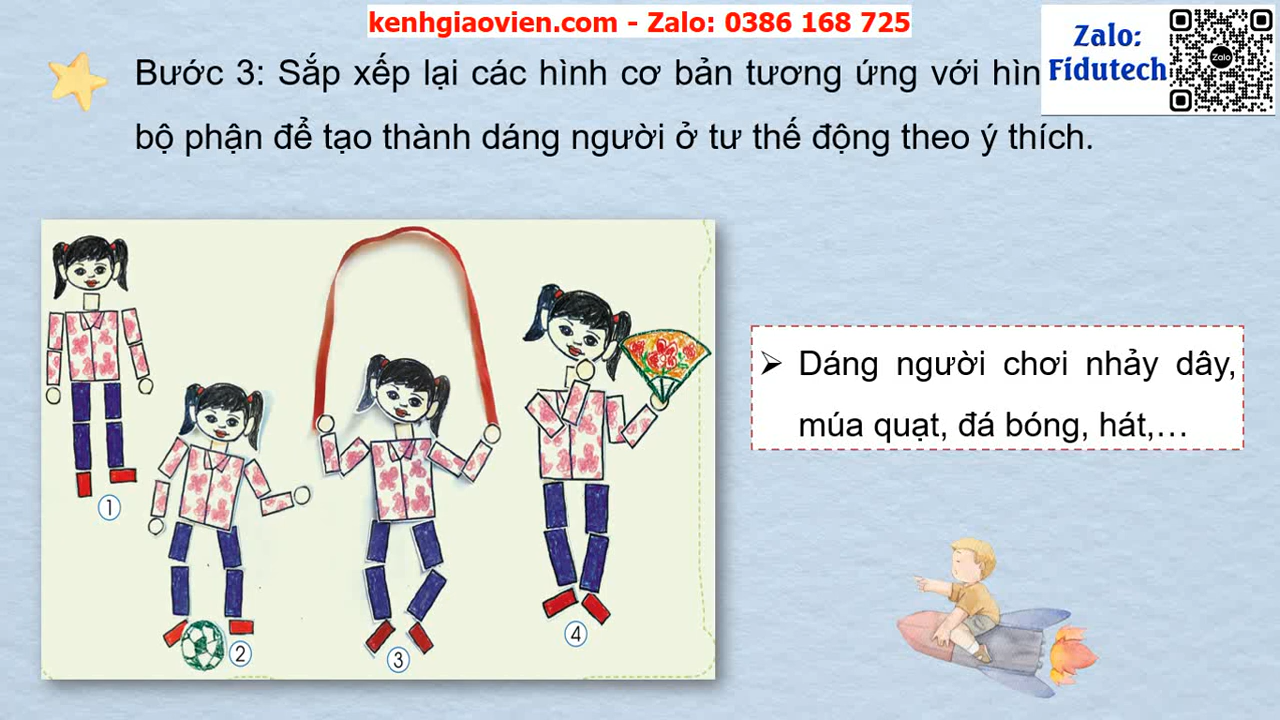 kenhgiaovien.com - Zalo: 0386 168 725
Zalo:
Fidutech
Zalo
Bước 3: Sắp xếp lại các hình cơ bản tương ứng với
bộ phận để tạo thành dáng người ở tư thế động theo ý thích.
➢ Dáng người chơi nhảy dây,
múa quạt, đá bóng, hát,…
1
2
3
4